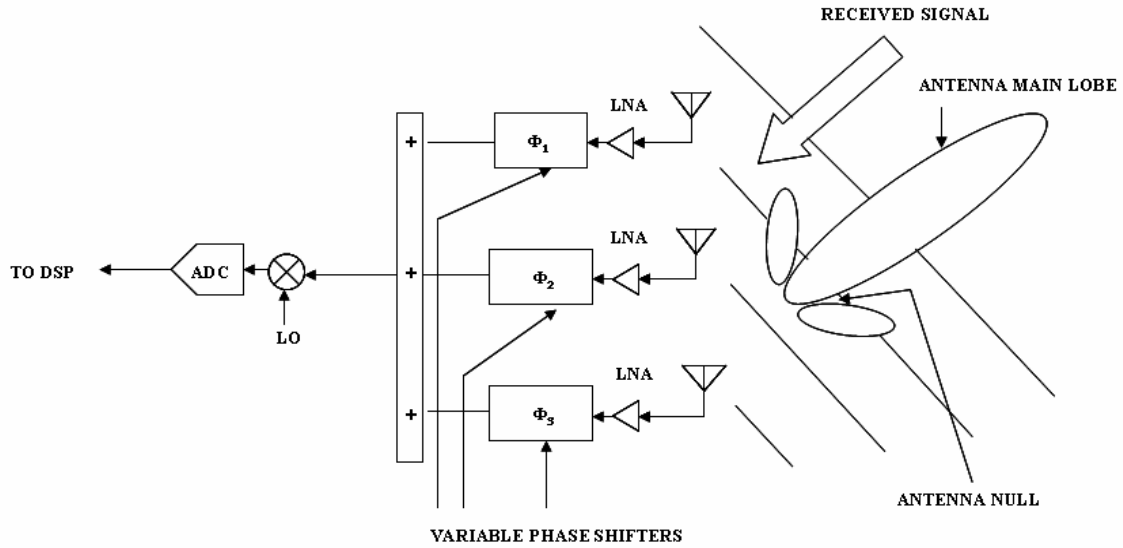 RECEIVED SIGNAL
ANTENNA MAIN LOBE
LNA
+
Φ1
LNA
TO DSP
ADC
+
Φ2
LO
LNA
+
Φ3
ANTENNA NULL
VARIABLE PHASE SHIFTERS